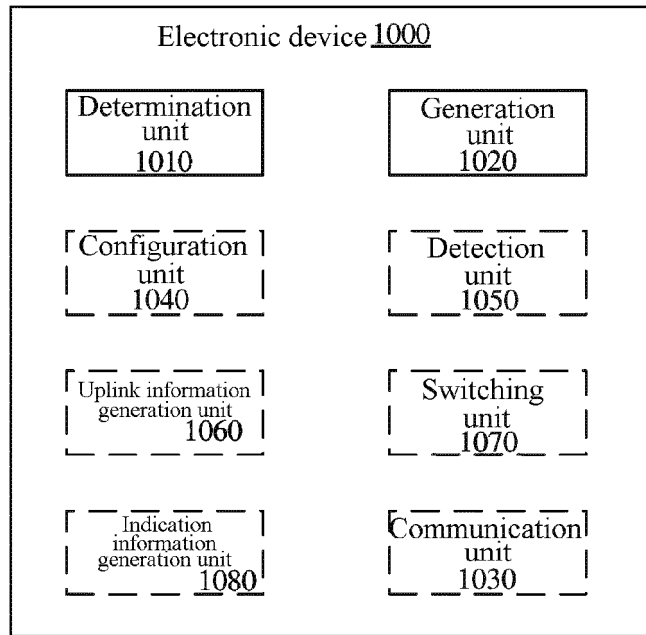 Electronic device 1000
Determination
unit
1010
Generation
unit
1020
Configuration
unit
1040
Detection
unit
1050
Uplink information
generation unit
1060
Switching
unit
1070
Indication
information
generation unit
1080
Communication
unit
1030